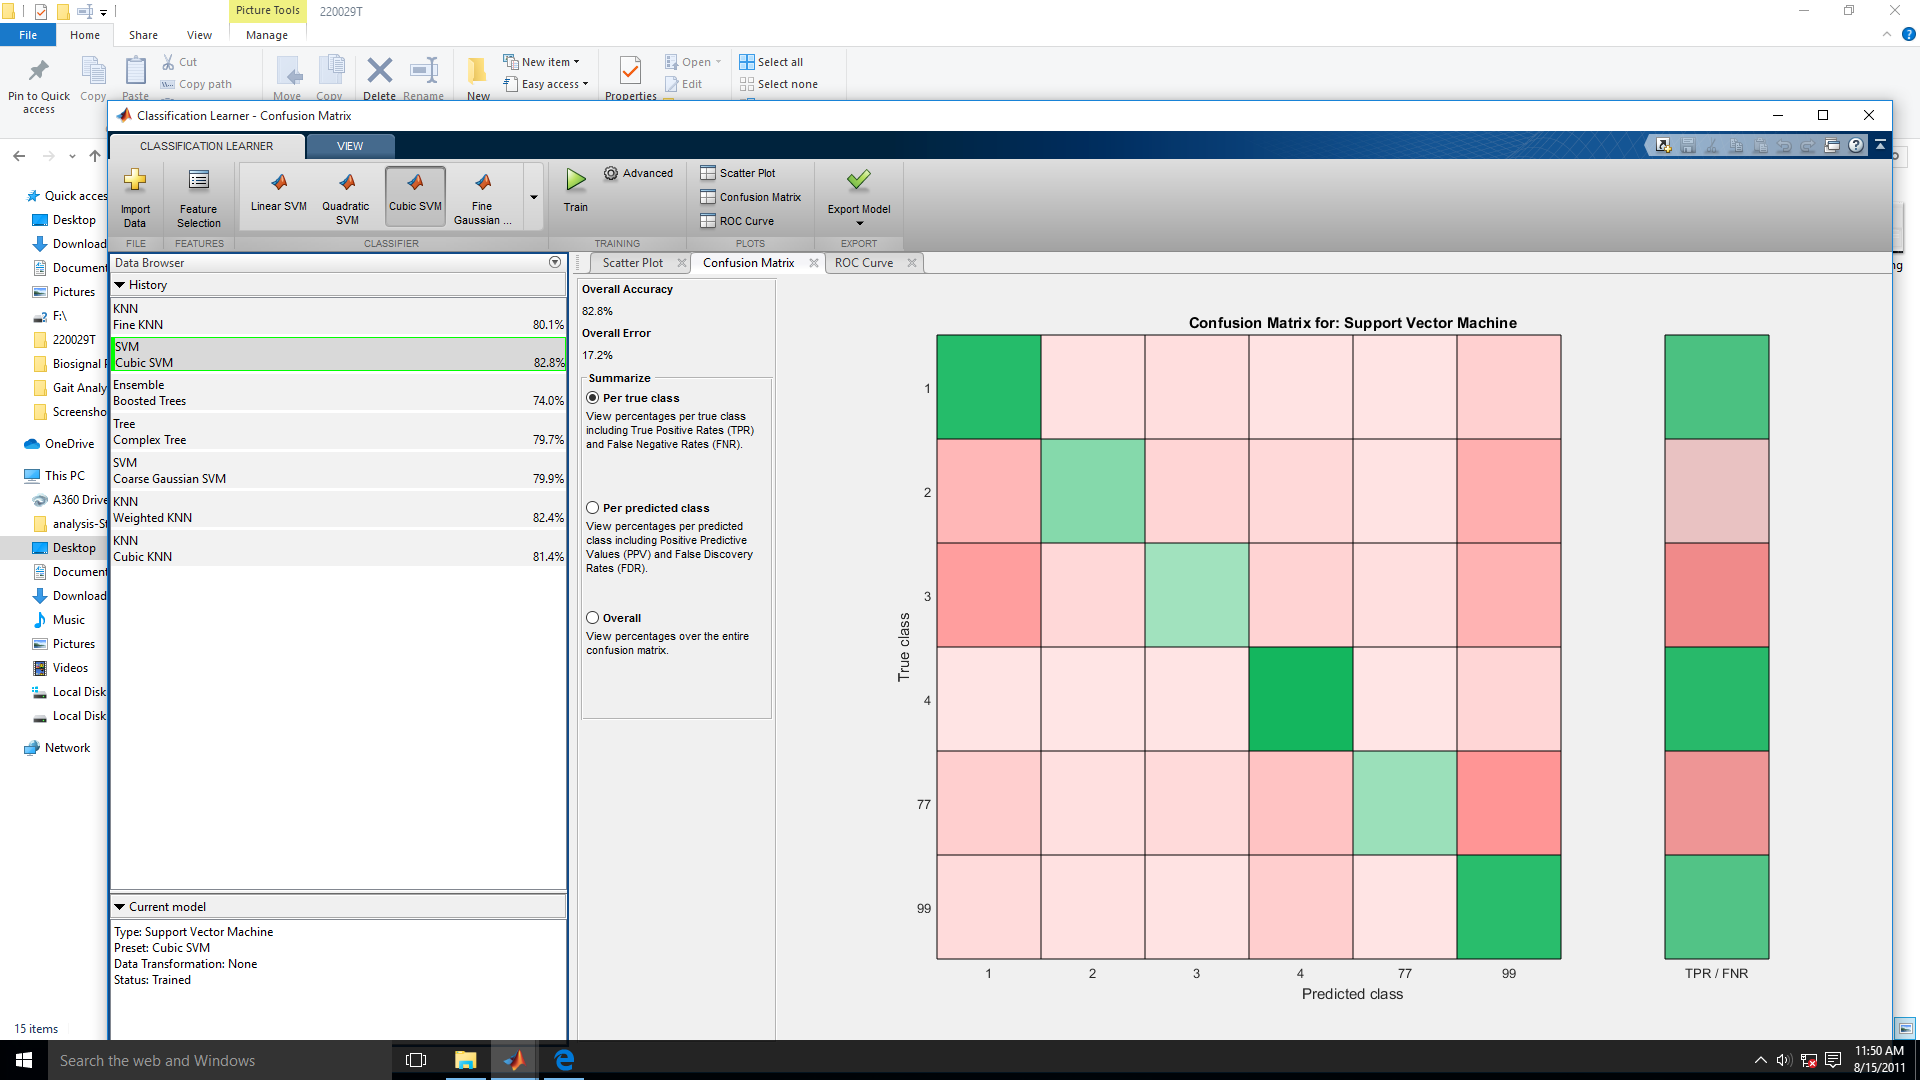 Picture Tools
220029T
File
Home
Share
View
Manage
Pin to Quick
access
Copy
Paste
Cut
Copy path
Move
Copy
Delete
Rename
New
New item
Easy access
Properties
Open
Edit
Select all
Select none
Classification Learner - Confusion Matrix
CLASSIFICATION LEARNER
VIEW
Import
Data
FILE
Feature
Selection
FEATURES
Linear SVM
Quadratic
SVM
Cubic SVM
Fine
Gaussian ...
CLASSIFIER
Train
Advanced
TRAINING
Scatter Plot
Confusion Matrix
ROC Curve
PLOTS
Export Model
EXPORT
Quick acces
Desktop
Download
Document
Pictures
F:\
220029T
Biosignal
Gait Analy
Screensho
OneDrive
This PC
A360 Drive
analysis-St
Desktop
Document
Download
Music
Pictures
Videos
Local Disk
Local Disk
Network
15 items
Data Browser
History
KNN
Fine KNN 80.1%
SVM
Cubic SVM 82.8%
Ensemble
Boosted Trees 74.0%
Tree
Complex Tree 79.7%
SVM
Coarse Gaussian SVM 79.9%
KNN
Weighted KNN 82.4%
KNN
Cubic KNN 81.4%
Current model
Type: Support Vector Machine
Preset: Cubic SVM
Data Transformation: None
Status: Trained
Scatter Plot
Confusion Matrix
ROC Curve
Overall Accuracy
82.8%
Overall Error
17.2%
Summarize
Per true class
View percentages per true class
including True Positive Rates (TPR)
and False Negative Rates (FNR).
Per predicted class
View percentages per predicted
class including Positive Predictive
Values (PPV) and False Discovery
Rates (FDR).
Overall
View percentages over the entire
confusion matrix.
Confusion Matrix for: Support Vector Machine
True class
1
2
3
4
77
99
1 2 3 4 77 99
Predicted class
TPR / FNR
ng
Search the web and Windows
11:50 AM
8/15/2011